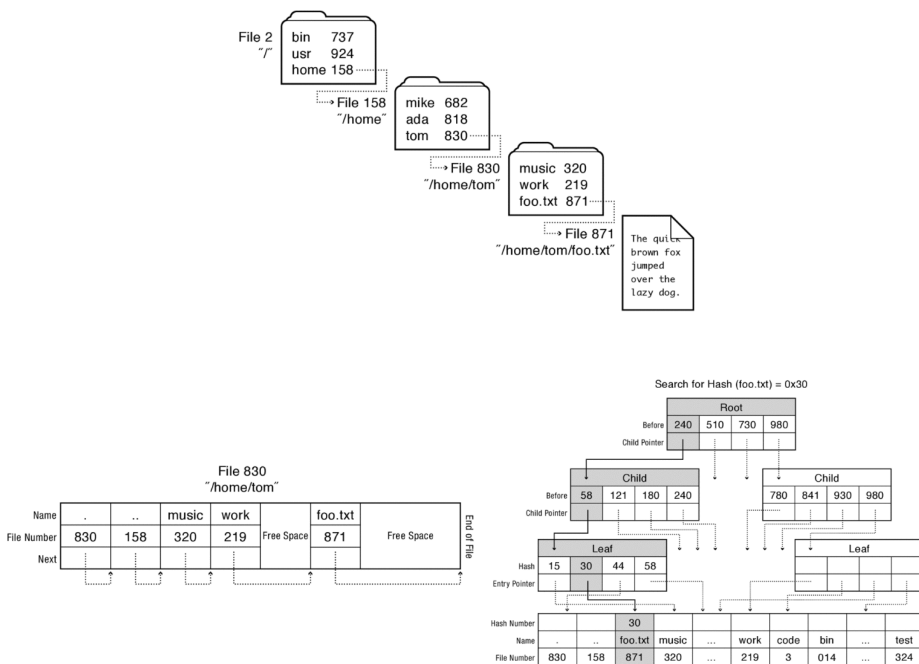 File 2
"/"
bin 737
usr 924
home 158
File 158
"/home"
mike 682
ada 818
tom 830
File 830
"/home/tom"
music 320
work 219
foo.txt 871
File 871
"/home/tom/foo.txt"
The quick
brown fox
jumped
over the
lazy dog.
File 830
"/home/tom"
Name . .. music work foo.txt
File Number 830 158 320 219 Free Space 871 Free Space
Next
End of File
Search for Hash (foo.txt) = 0x30
Root
Before 240 510 730 980
Child Pointer
Child
Before 58 121 180 240
Child Pointer
Child
780 841 930 980
Leaf
Hash 15 30 44 58
Entry Pointer
Leaf
Hash Number 30
Name . .. foo.txt music ... work code bin ... test
File Number 830 158 871 320 ... 219 3 014 ... 324